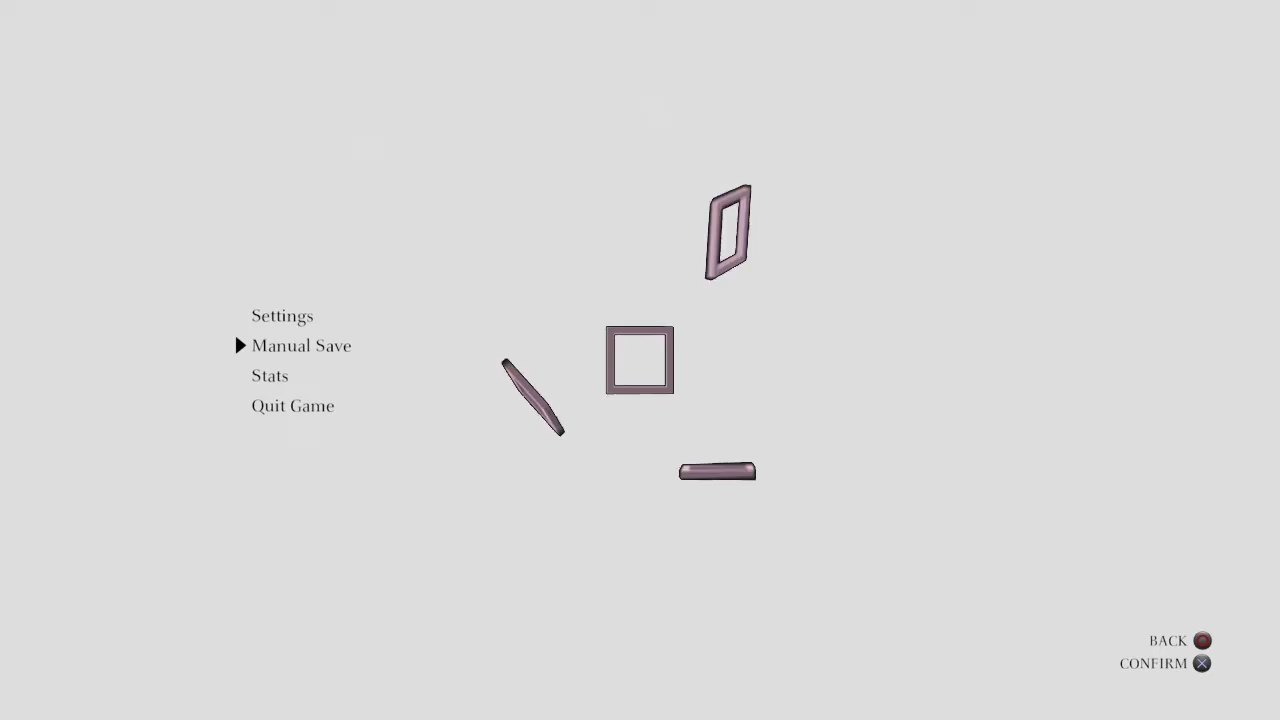 Settings
Manual Save
Stats
Quit Game
BACK
CONFIRM